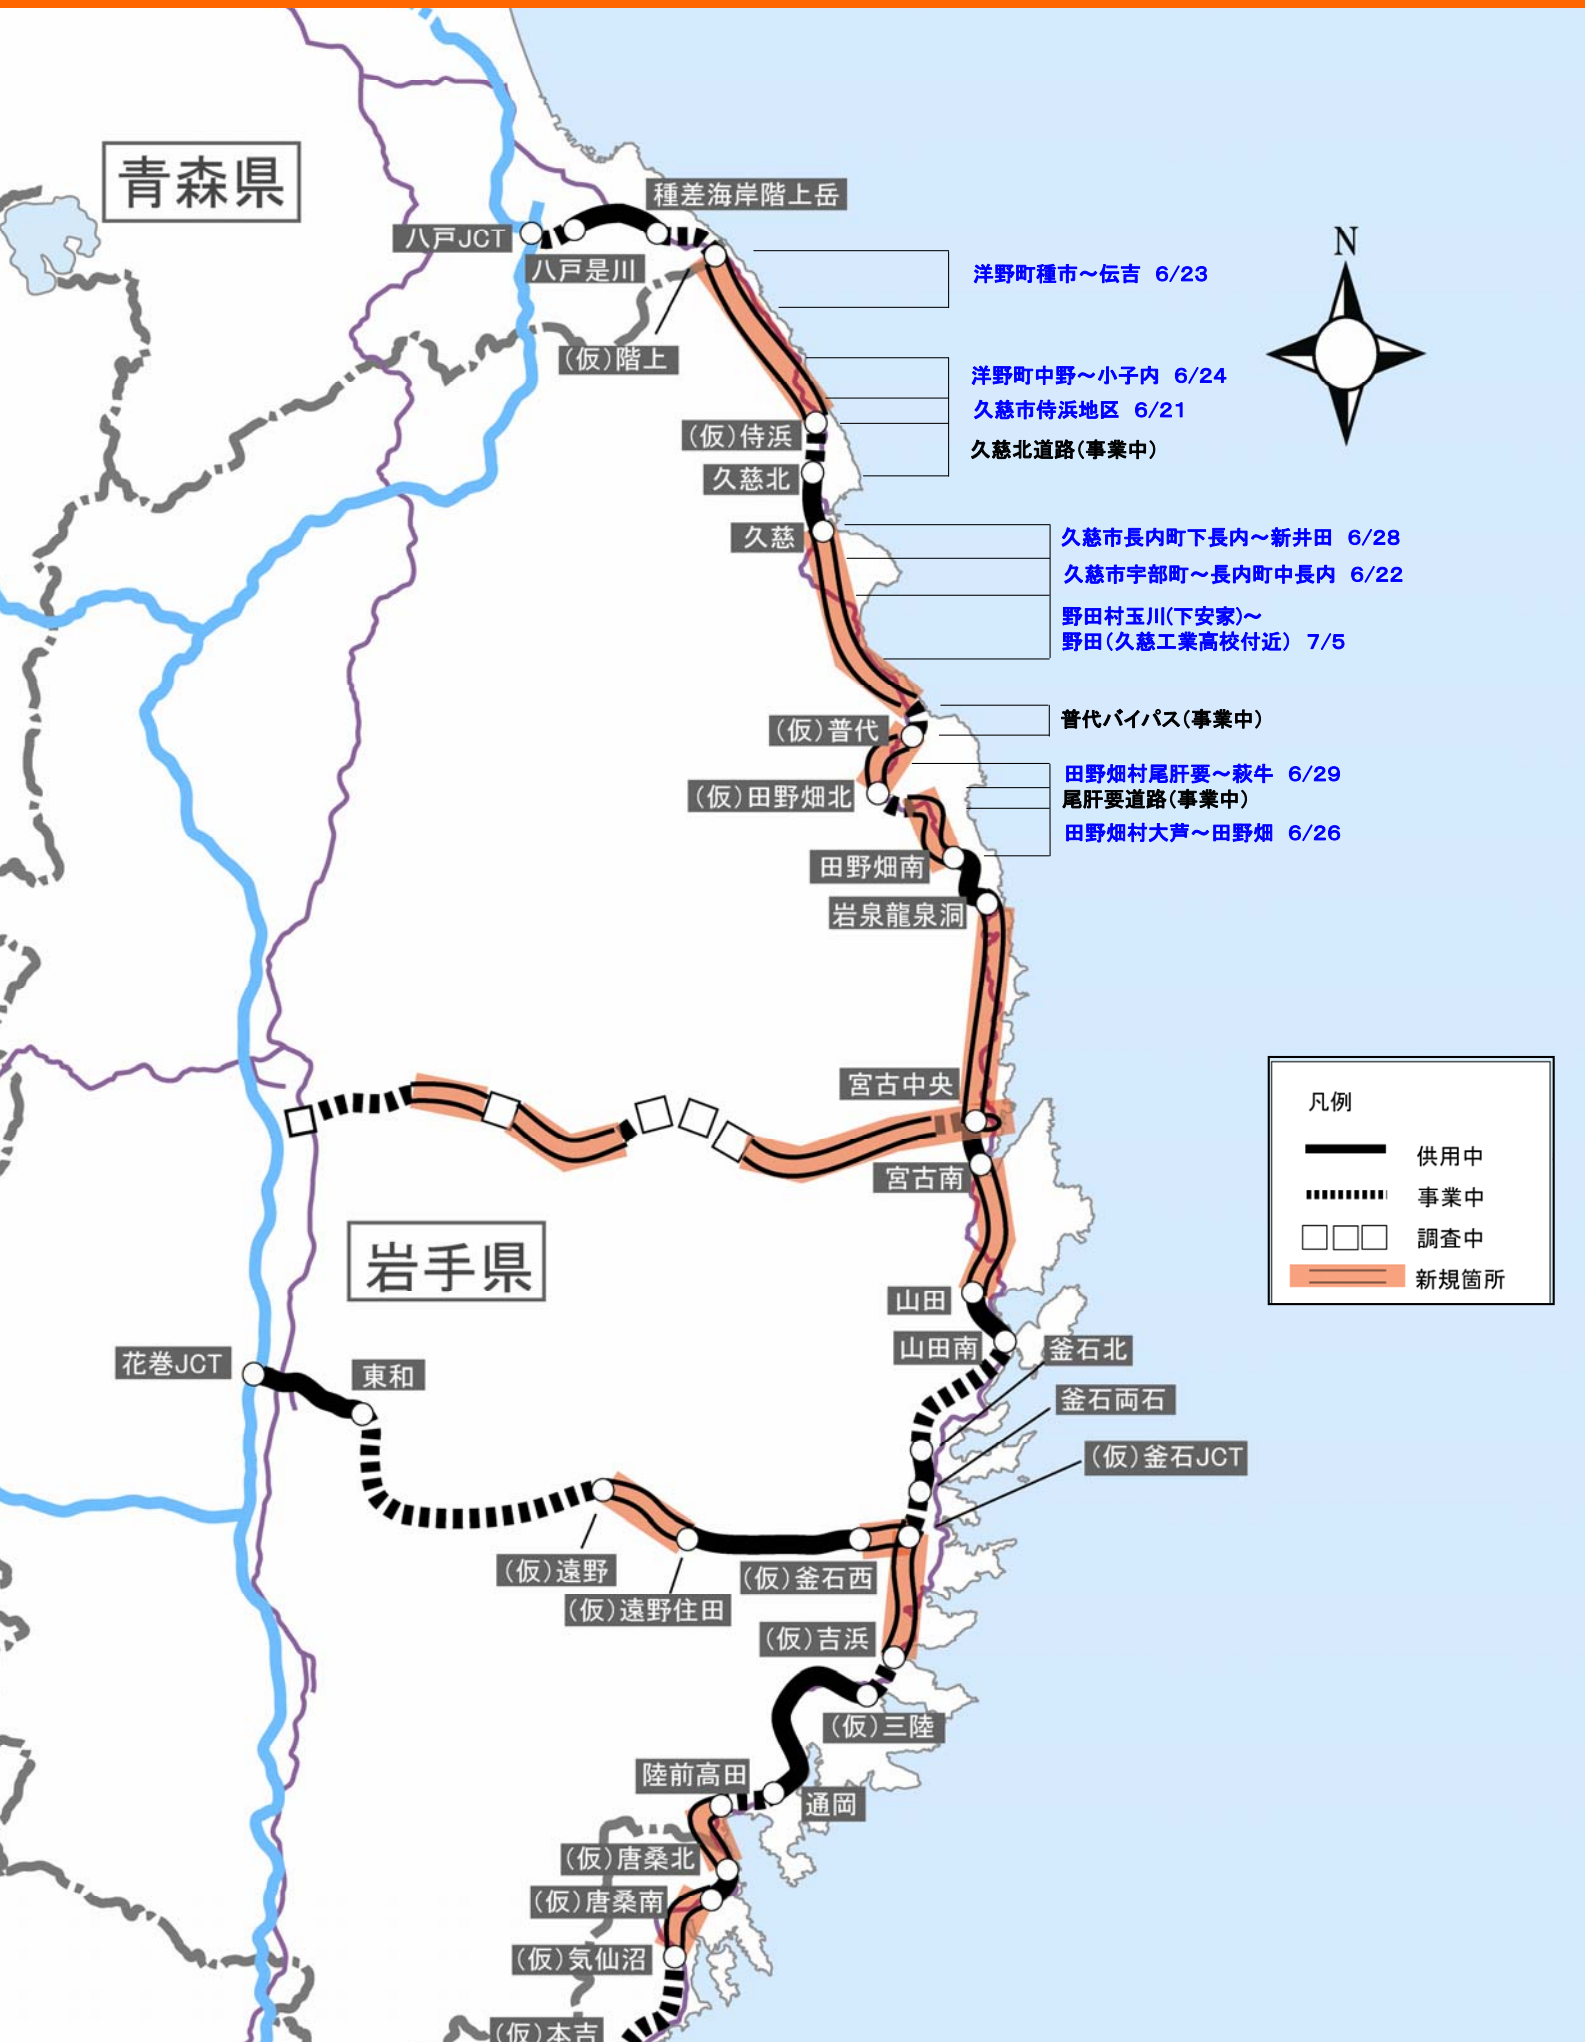 青森県
種差海岸階上岳
八戸JCT
八戸是川
(仮)階上
洋野町種市～伝吉 6/23
N
洋野町中野～小子内 6/24
久慈市侍浜地区 6/21
久慈北道路(事業中)
(仮)侍浜
久慈北
久慈
久慈市長内町下長内～新井田 6/28
久慈市宇部町～長内町中長内 6/22
野田村玉川(下安家)～
野田(久慈工業高校付近) 7/5
(仮)普代
普代バイパス(事業中)
(仮)田野畑北
田野畑村尾肝要～萩牛 6/29
尾肝要道路(事業中)
田野畑村大芦～田野畑 6/26
田野畑南
岩泉龍泉洞
宮古中央
宮古南
凡例
供用中
事業中
調査中
新規箇所
岩手県
山田
山田南
釜石北
花巻JCT
東和
釜石両石
(仮)釜石JCT
(仮)遠野
(仮)遠野住田
(仮)釜石西
(仮)吉浜
(仮)三陸
陸前高田
通岡
(仮)唐桑北
(仮)唐桑南
(仮)気仙沼
(仮)本吉